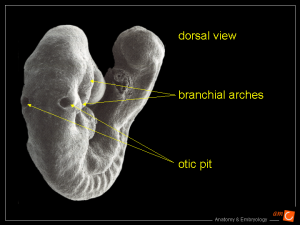 dorsal view
branchial arches
otic pit
Anatomy & Embryology